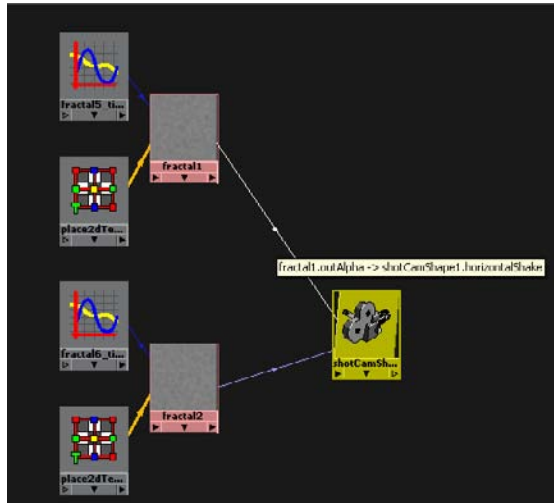 fractal5_ti...
fractal1
place2dTe...
fractal1.outAlpha -> shotCamShape1.horizontalShake
fractal6_ti...
shotCamSh...
fractal2
place2dTe...